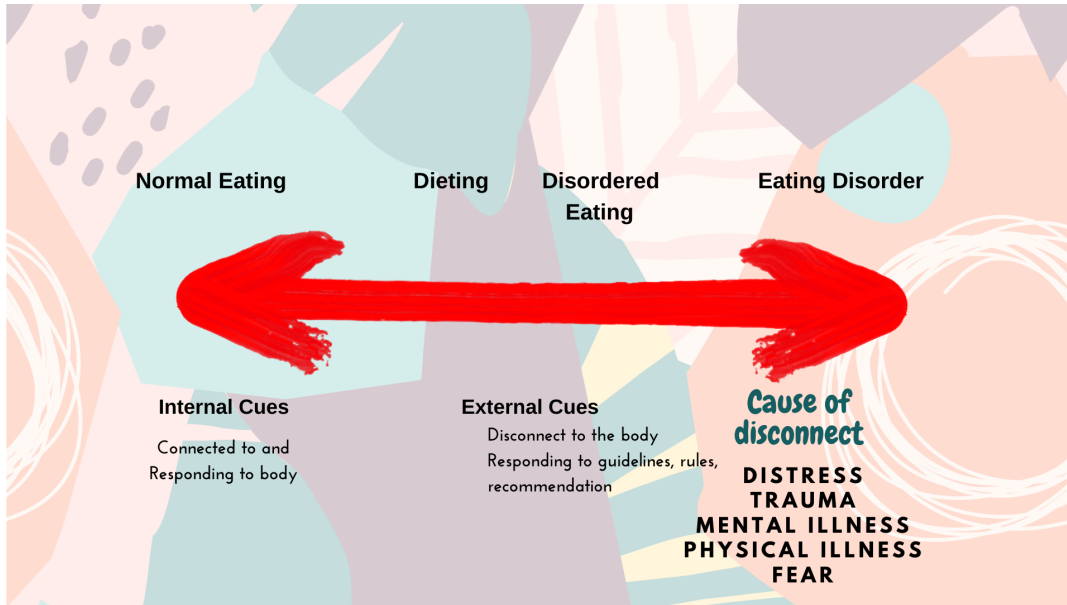 Normal Eating
Dieting
Disordered
Eating
Eating Disorder
Internal Cues
Connected to and
Responding to body
External Cues
Disconnect to the body
Responding to guidelines, rules,
recommendation
Cause of
disconnect
DISTRESS
TRAUMA
MENTAL ILLNESS
PHYSICAL ILLNESS
FEAR